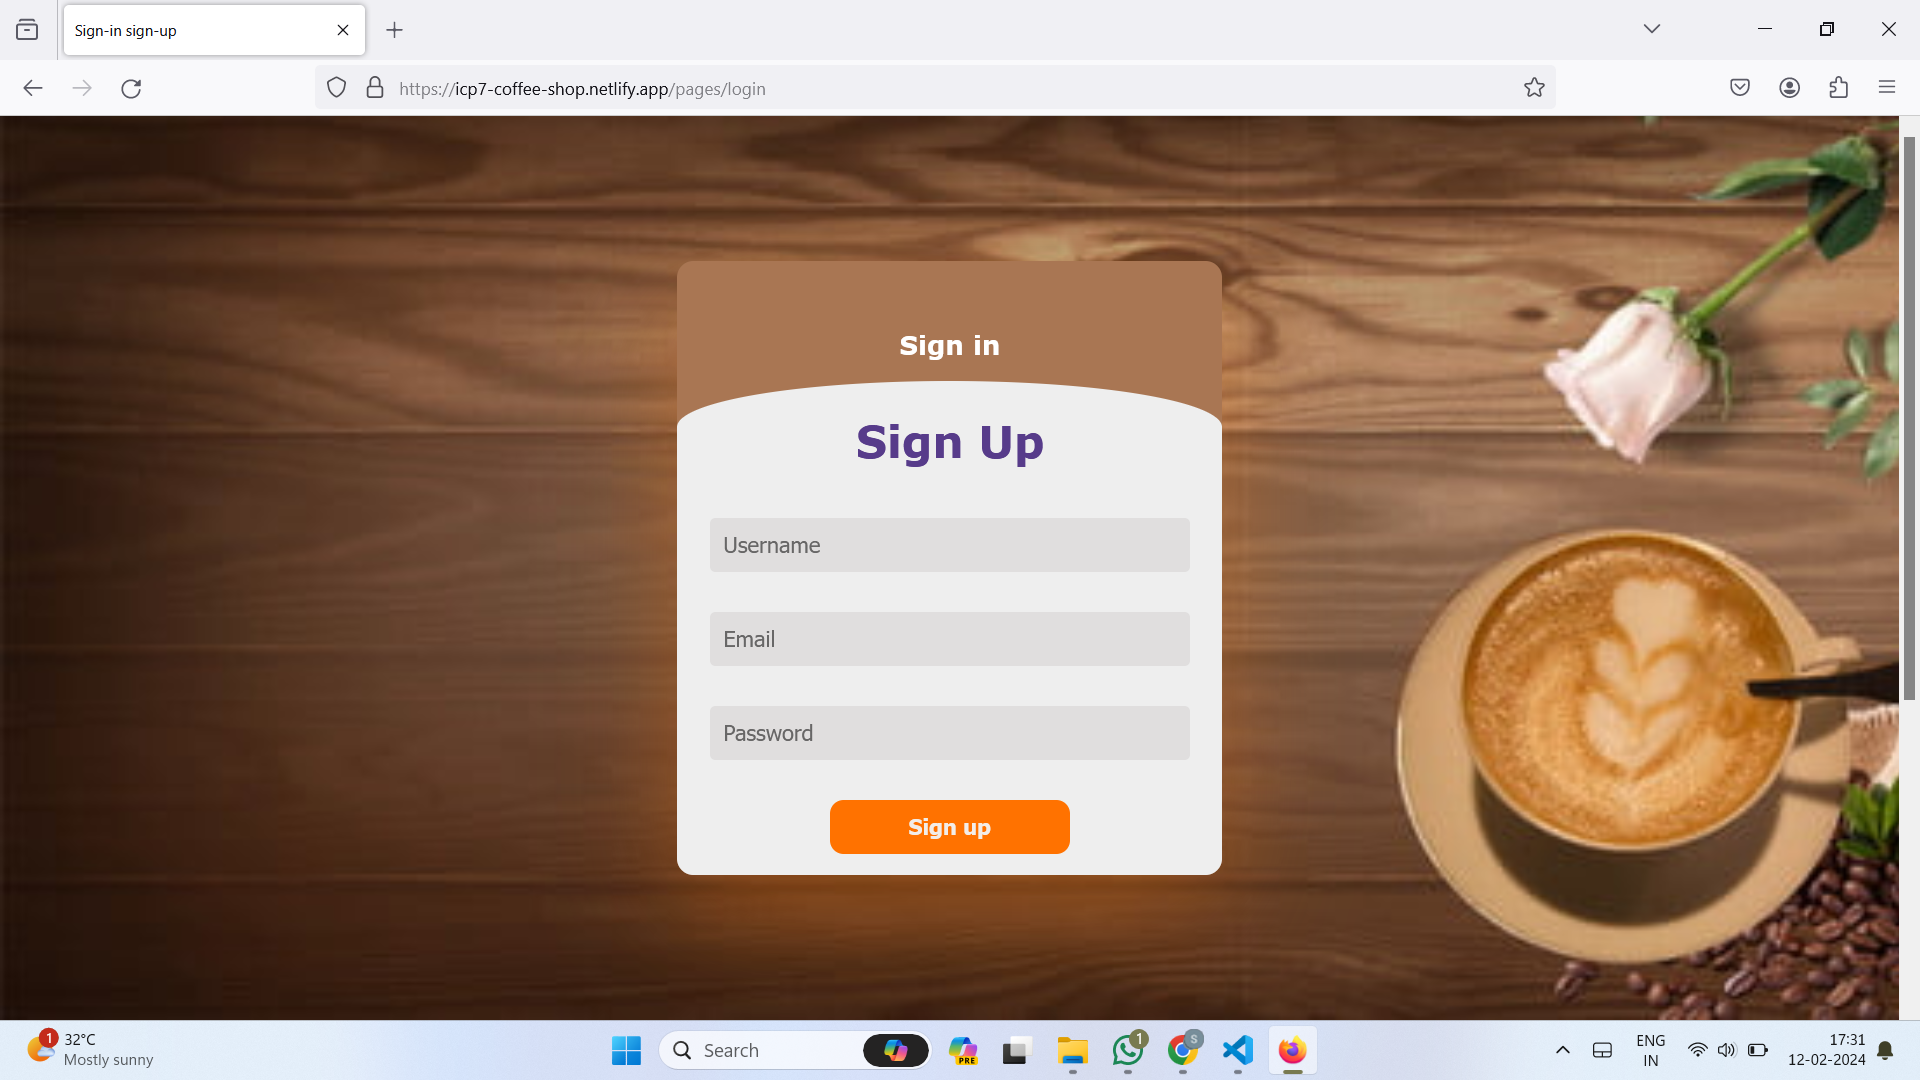 Sign-in sign-up
https://icp7-coffee-shop.netlify.app/pages/login
Sign in
Sign Up
Username
Email
Password
Sign up
1
32°C
Mostly sunny
Search
PRE
1
S
ENG
IN
17:31
12-02-2024